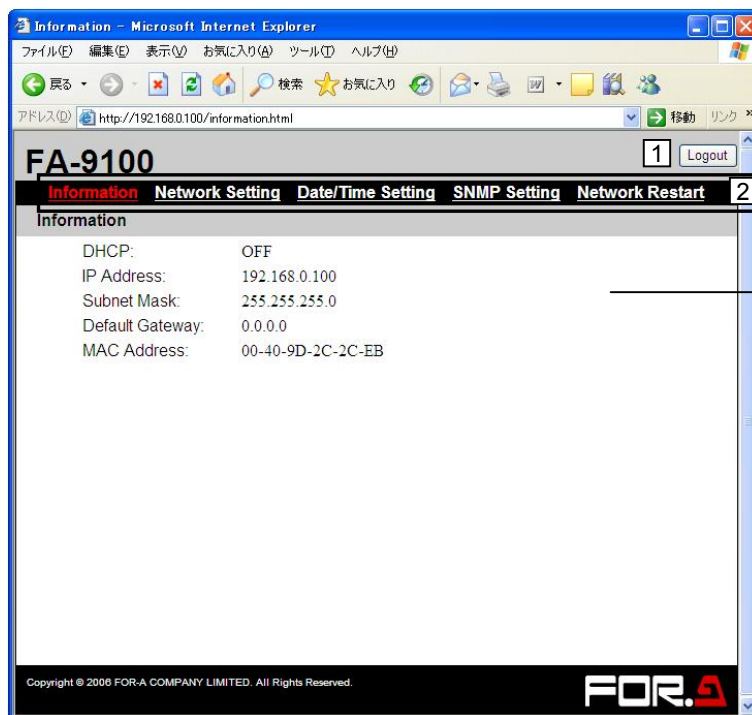 Information - Microsoft Internet Explorer
ファイル(F) 編集(E) 表示(V) お気に入り(A) ツール(T) ヘルプ(H)
戻る 検索 お気に入り W
アドレス(D) http://192.168.0.100/information.html 移動 リンク »
FA-9100 1 Logout
Information Network Setting Date/Time Setting SNMP Setting Network Restart 2
Information
DHCP: OFF
IP Address: 192.168.0.100
Subnet Mask: 255.255.255.0
Default Gateway: 0.0.0.0
MAC Address: 00-40-9D-2C-2C-EB
Copyright © 2006 FOR-A COMPANY LIMITED. All Rights Reserved. FOR.A